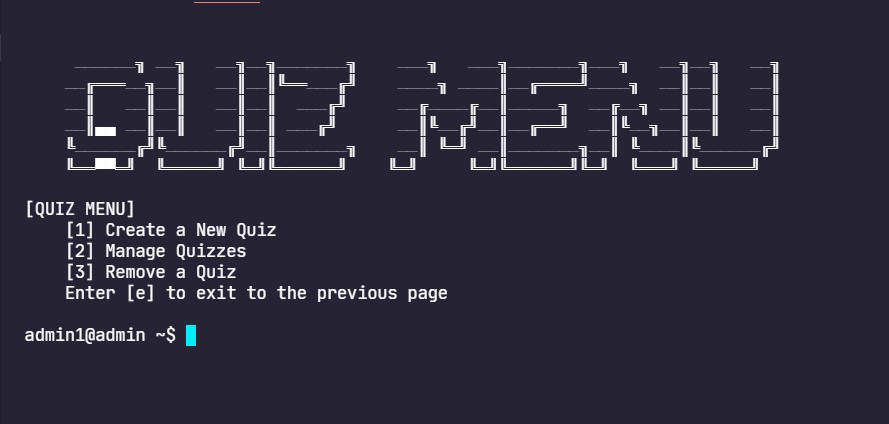 QUIZ MENU
[QUIZ MENU]
[1] Create a New Quiz
[2] Manage Quizzes
[3] Remove a Quiz
Enter [e] to exit to the previous page
admin1@admin ~$